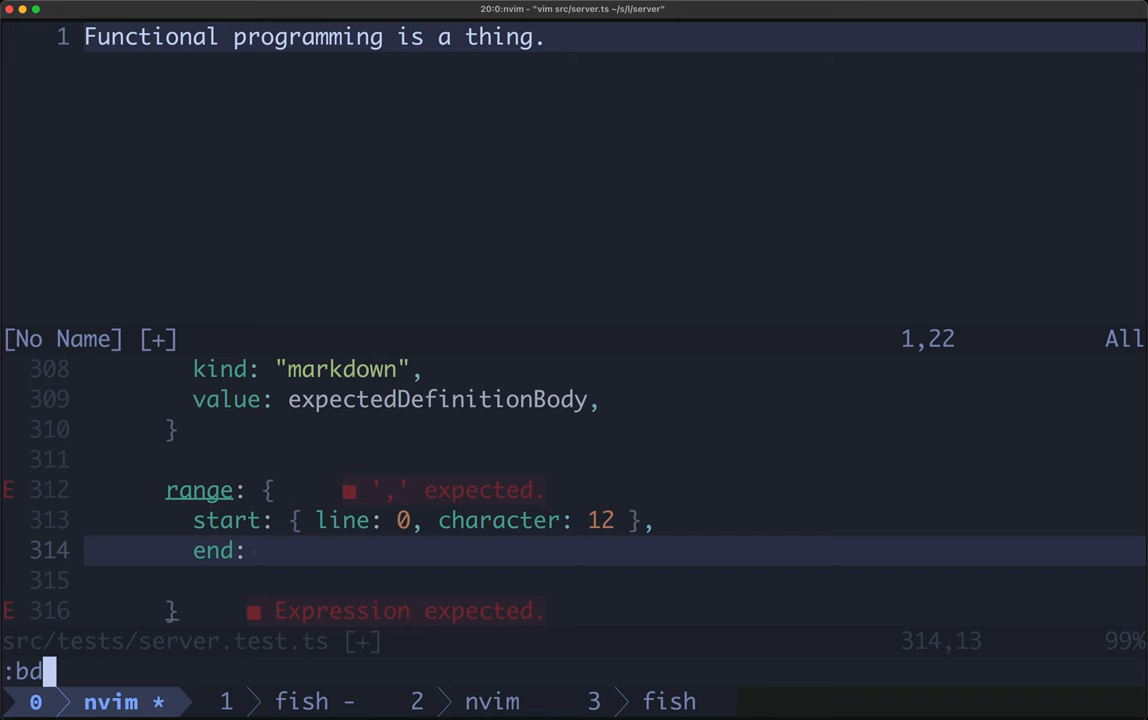 20:0:nvim - "vim src/server.ts ~/s/l/server"
1 Functional programming is a thing.
[No Name] [+] 1,22 All
308 kind: "markdown",
309 value: expectedDefinitionBody,
310 }
311
E 312 range: { ■ ',' expected.
313 start: { line: 0, character: 12 },
314 end:
315
E 316 } ■ Expression expected.
src/tests/server.test.ts [+] 314,13 99%
:bd
0 nvim * 1 fish - 2 nvim 3 fish